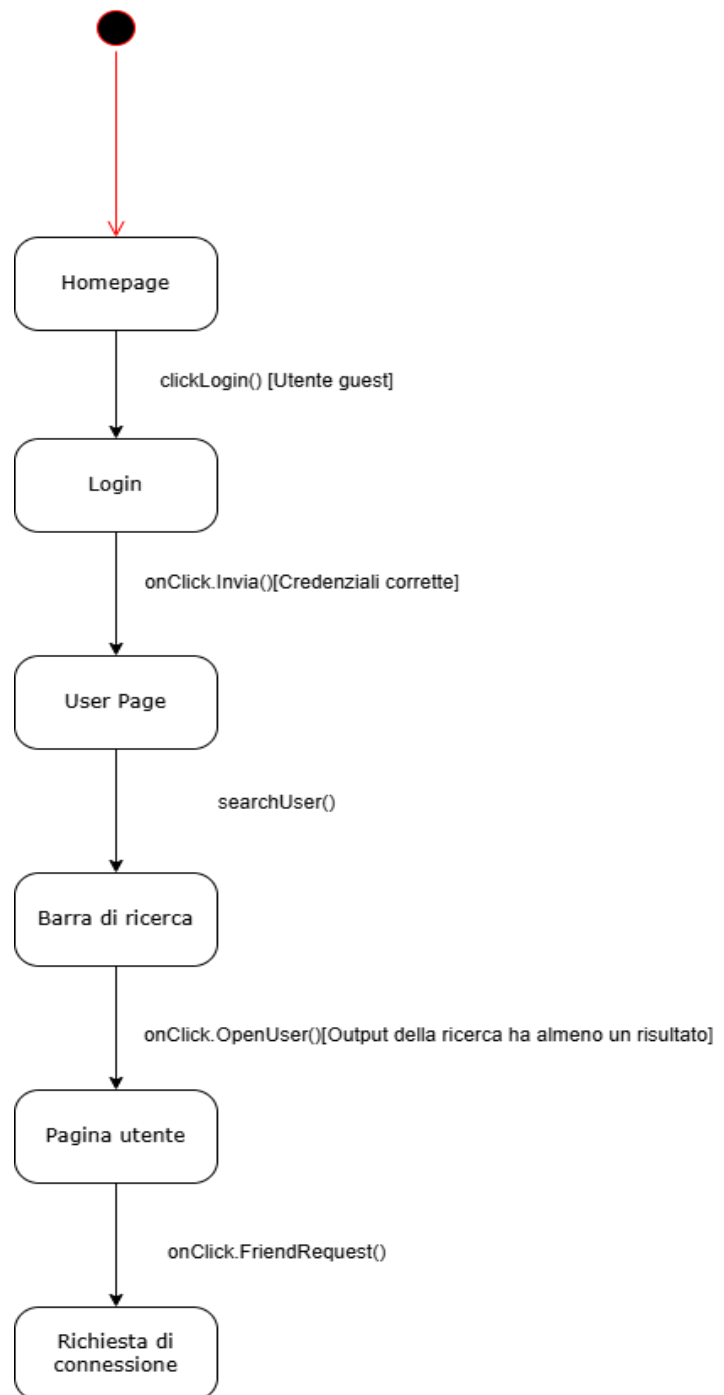 Homepage
clickLogin() [Utente guest]
Login
onClick.Invia()[Credenziali corrette]
User Page
searchUser()
Barra di ricerca
onClick.OpenUser()[Output della ricerca ha almeno un risultato]
Pagina utente
onClick.FriendRequest()
Richiesta di
connessione